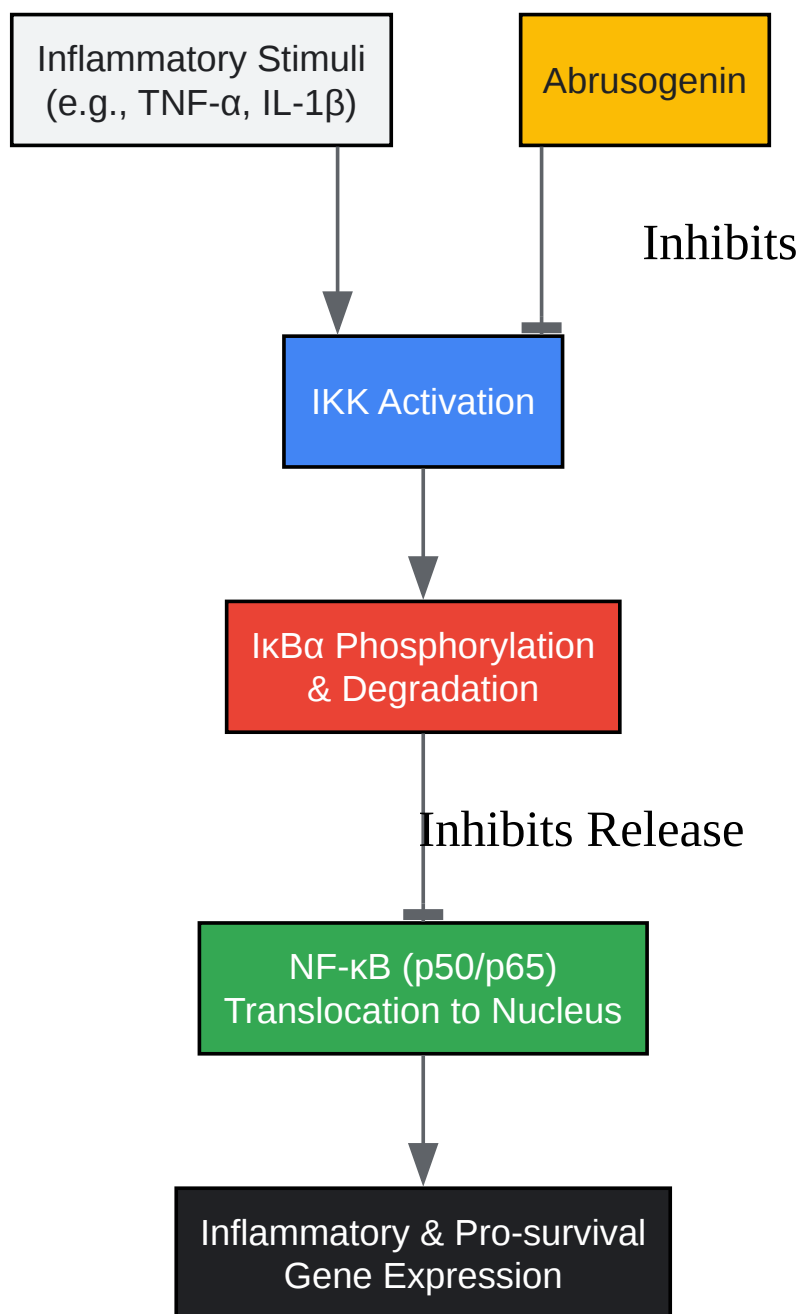 Inflammatory Stimuli
(e.g., TNF-α, IL-1β)
Abrusogenin
Inhibits
IKK Activation
IκBα Phosphorylation
& Degradation
Inhibits Release
NF-κB (p50/p65)
Translocation to Nucleus
Inflammatory & Pro-survival
Gene Expression